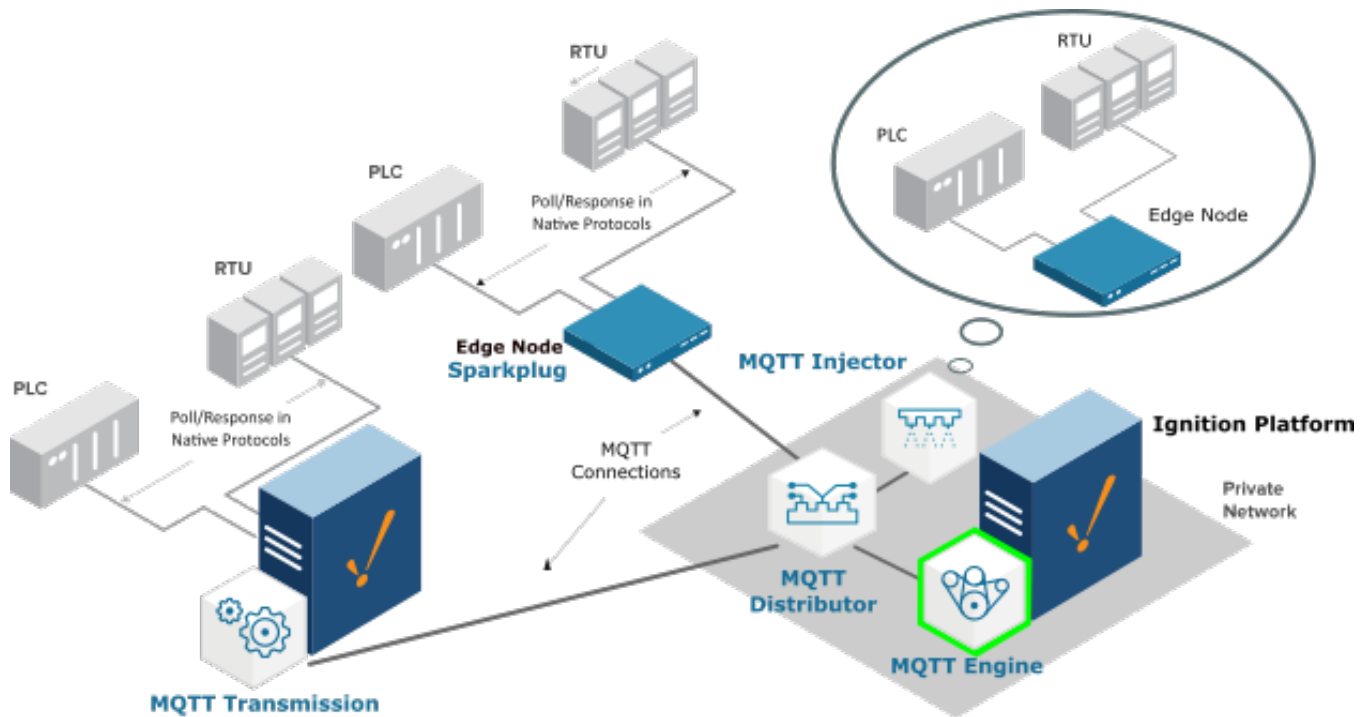 RTU
PLC
Poll/Response in
Native Protocols
RTU
PLC
Edge Node
RTU
Edge Node
Sparkplug
MQTT Injector
PLC
Poll/Response in
Native Protocols
MQTT
Connections
Ignition Platform
Private
Network
MQTT
Distributor
MQTT Engine
MQTT Transmission